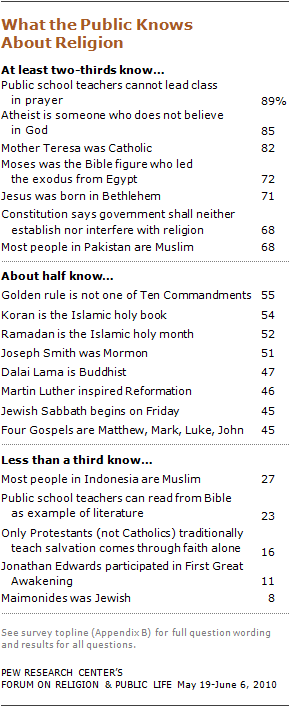 What the Public Knows
About Religion
At least two-thirds know...
Public school teachers cannot lead class
in prayer 89%
Atheist is someone who does not believe
in God 85
Mother Teresa was Catholic 82
Moses was the Bible figure who led
the exodus from Egypt 72
Jesus was born in Bethlehem 71
Constitution says government shall neither
establish nor interfere with religion 68
Most people in Pakistan are Muslim 68
About half know...
Golden rule is not one of Ten Commandments 55
Koran is the Islamic holy book 54
Ramadan is the Islamic holy month 52
Joseph Smith was Mormon 51
Dalai Lama is Buddhist 47
Martin Luther inspired Reformation 46
Jewish Sabbath begins on Friday 45
Four Gospels are Matthew, Mark, Luke, John 45
Less than a third know...
Most people in Indonesia are Muslim 27
Public school teachers can read from Bible
as example of literature 23
Only Protestants (not Catholics) traditionally
teach salvation comes through faith alone 16
Jonathan Edwards participated in First Great
Awakening 11
Maimonides was Jewish 8
See survey topline (Appendix B) for full question wording
and results for all questions.
PEW RESEARCH CENTER'S
FORUM ON RELIGION & PUBLIC LIFE May 19-June 6, 2010